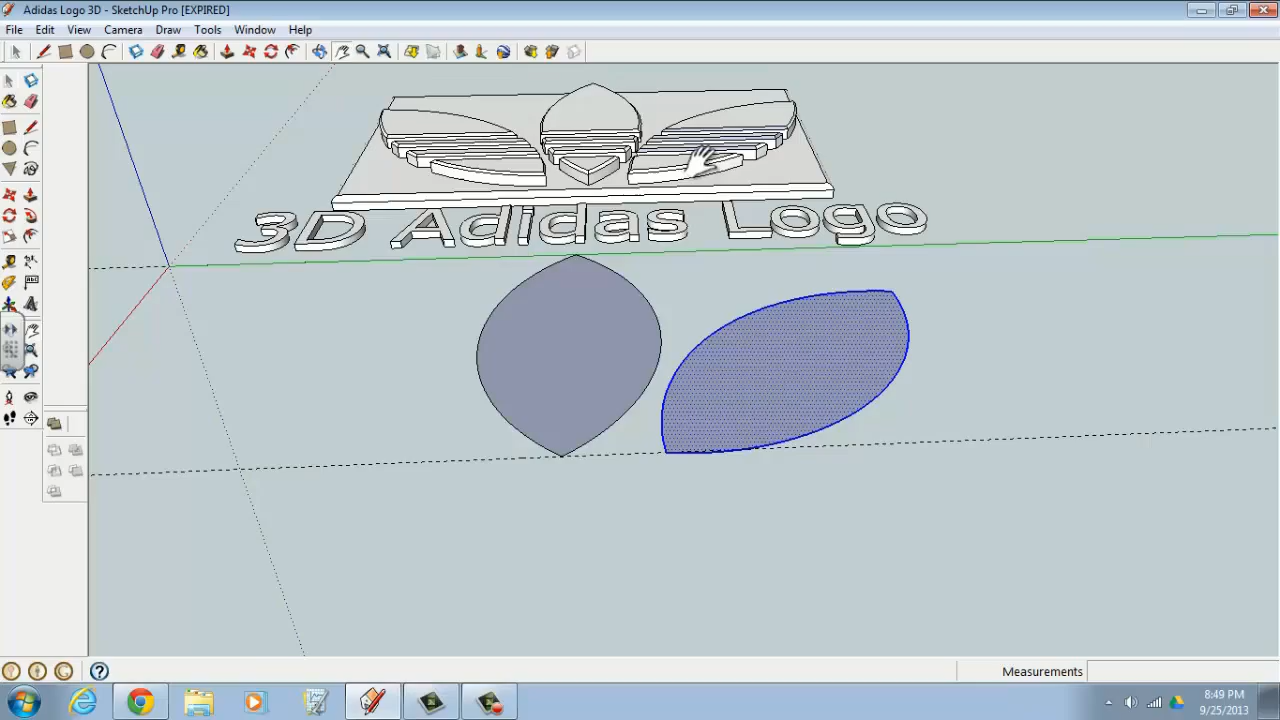 Adidas Logo 3D - SketchUp Pro [EXPIRED]
File Edit View Camera Draw Tools Window Help
3D Adidas Logo
Measurements
8:49 PM
9/25/2013